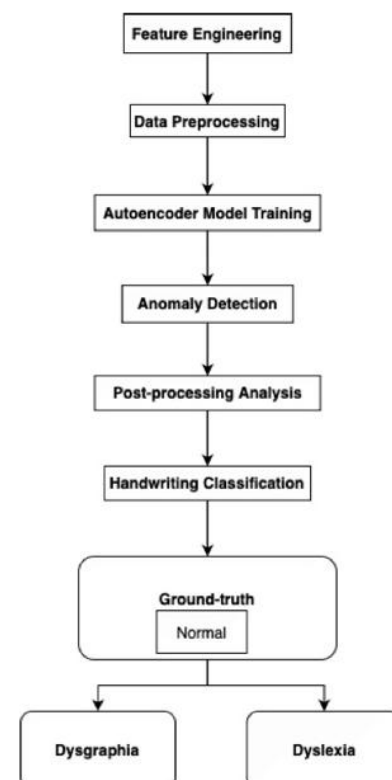 Feature Engineering
Data Preprocessing
Autoencoder Model Training
Anomaly Detection
Post-processing Analysis
Handwriting Classification
Ground-truth
Normal
Dysgraphia
Dyslexia